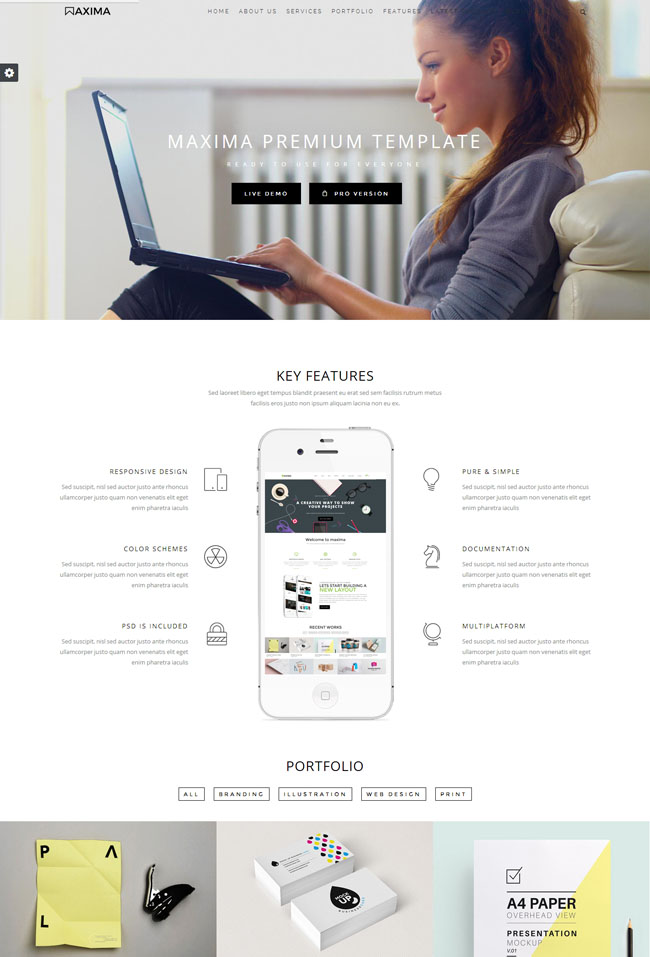 MAXIMA
HOME ABOUT US SERVICES PORTFOLIO FEATURES
MAXIMA PREMIUM TEMPLATE
READY TO USE FOR EVERYONE
LIVE DEMO
PRO VERSION
KEY FEATURES
Sed laoreet libero eget tempus blandit praesent eu erat sed sem facilisis rutrum metus
facilisis eros justo non ipsum aliquam lacinia non eu ex.
RESPONSIVE DESIGN
Sed suscipit, nisl sed auctor justo ante rhoncus
ullamcorper justo quam non venenatis elit eget
enim pharetra iaculis
COLOR SCHEMES
Sed suscipit, nisl sed auctor justo ante rhoncus
ullamcorper justo quam non venenatis elit eget
enim pharetra iaculis
PSD IS INCLUDED
Sed suscipit, nisl sed auctor justo ante rhoncus
ullamcorper justo quam non venenatis elit eget
enim pharetra iaculis
A CREATIVE WAY TO SHOW
YOUR PROJECTS
Welcome to maxima
LETS START BUILDING A
NEW LAYOUT
RECENT WORKS
PURE & SIMPLE
Sed suscipit, nisl sed auctor justo ante rhoncus
ullamcorper justo quam non venenatis elit eget
enim pharetra iaculis
DOCUMENTATION
Sed suscipit, nisl sed auctor justo ante rhoncus
ullamcorper justo quam non venenatis elit eget
enim pharetra iaculis
MULTIPLATFORM
Sed suscipit, nisl sed auctor justo ante rhoncus
ullamcorper justo quam non venenatis elit eget
enim pharetra iaculis
PORTFOLIO
ALL
BRANDING
ILLUSTRATION
WEB DESIGN
PRINT
P A
L
MOCK
UP
A4 PAPER
OVERHEAD VIEW
PRESENTATION
MOCKUP
V.01